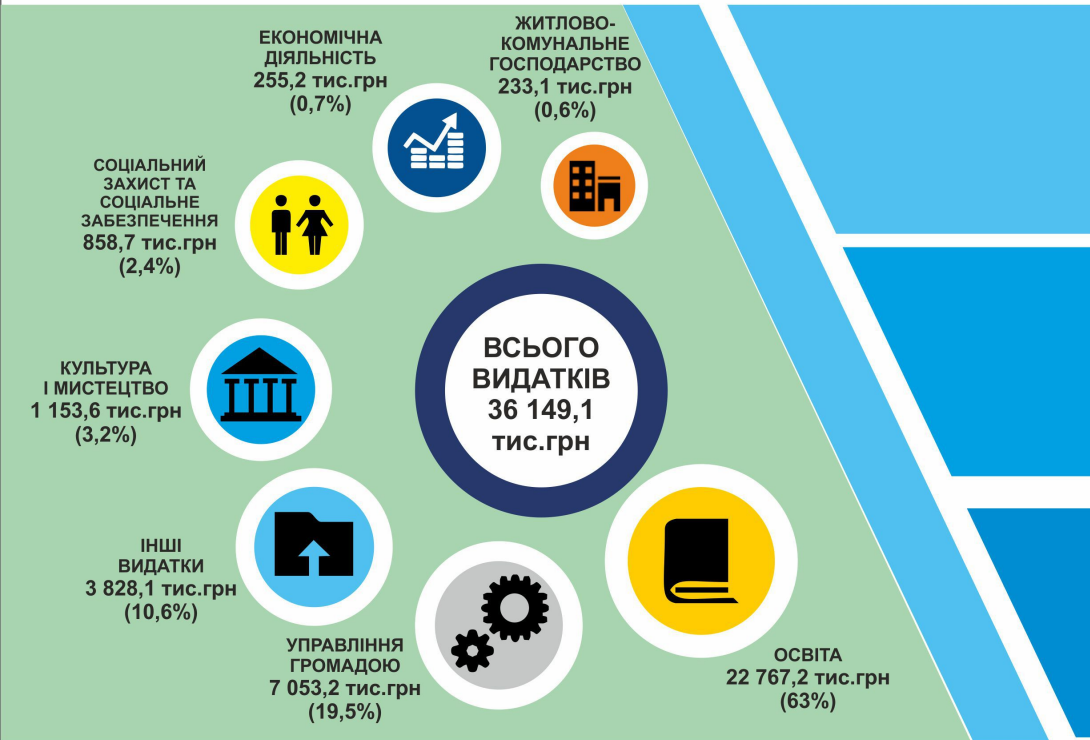 ЕКОНОМІЧНА
ДІЯЛЬНІСТЬ
255,2 тис.грн
(0,7%)
ЖИТЛОВО-
КОМУНАЛЬНЕ
ГОСПОДАРСТВО
233,1 тис.грн
(0,6%)
СОЦІАЛЬНИЙ
ЗАХИСТ ТА
СОЦІАЛЬНЕ
ЗАБЕЗПЕЧЕННЯ
858,7 тис.грн
(2,4%)
КУЛЬТУРА
І МИСТЕЦТВО
1 153,6 тис.грн
(3,2%)
ВСЬОГО
ВИДАТКІВ
36 149,1
тис.грн
ІНШІ
ВИДАТКИ
3 828,1 тис.грн
(10,6%)
УПРАВЛІННЯ
ГРОМАДОЮ
7 053,2 тис.грн
(19,5%)
ОСВІТА
22 767,2 тис.грн
(63%)